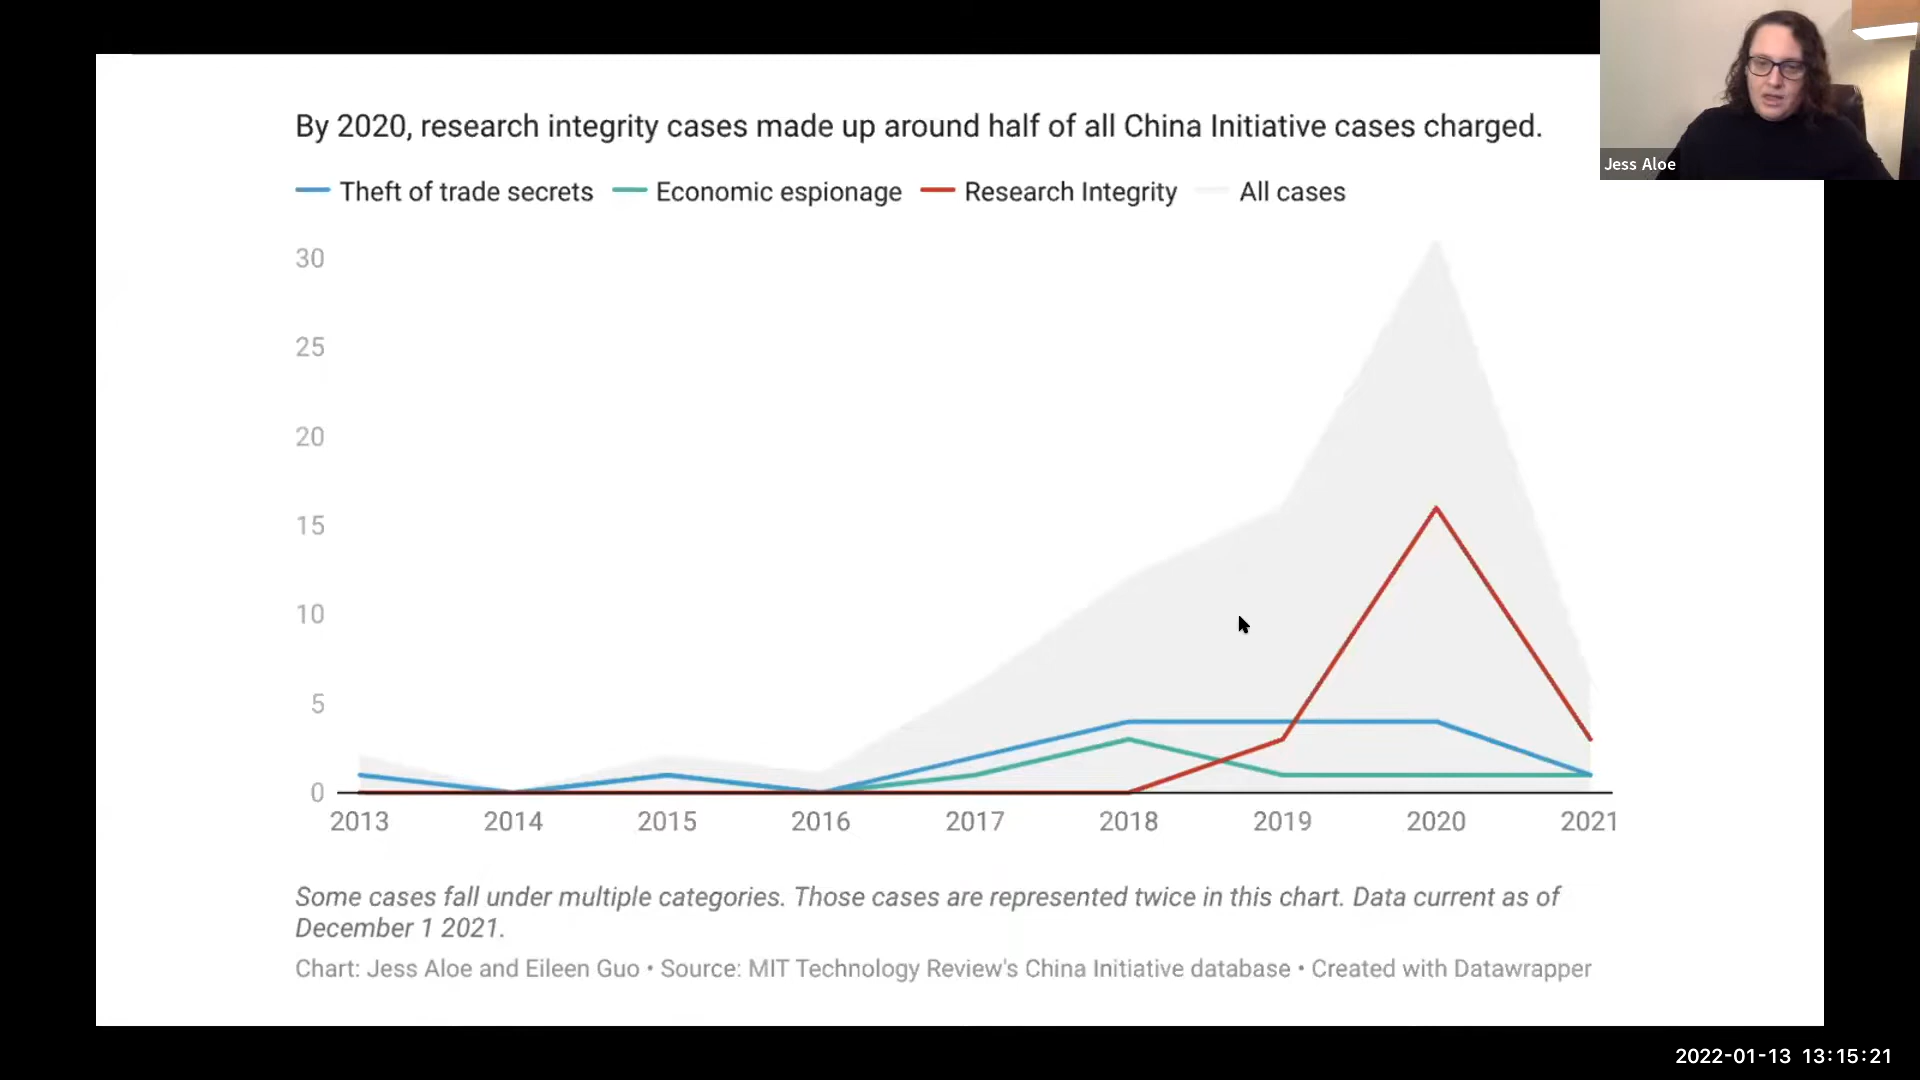 By 2020, research integrity cases made up around half of all China Initiative cases charged.
Theft of trade secrets Economic espionage Research Integrity All cases
30
25
20
15
10
5
0
2013 2014 2015 2016 2017 2018 2019 2020 2021
Some cases fall under multiple categories. Those cases are represented twice in this chart. Data current as of
December 1 2021.
Chart: Jess Aloe and Eileen Guo • Source: MIT Technology Review's China Initiative database • Created with Datawrapper
Jess Aloe
2022-01-13 13:15:21